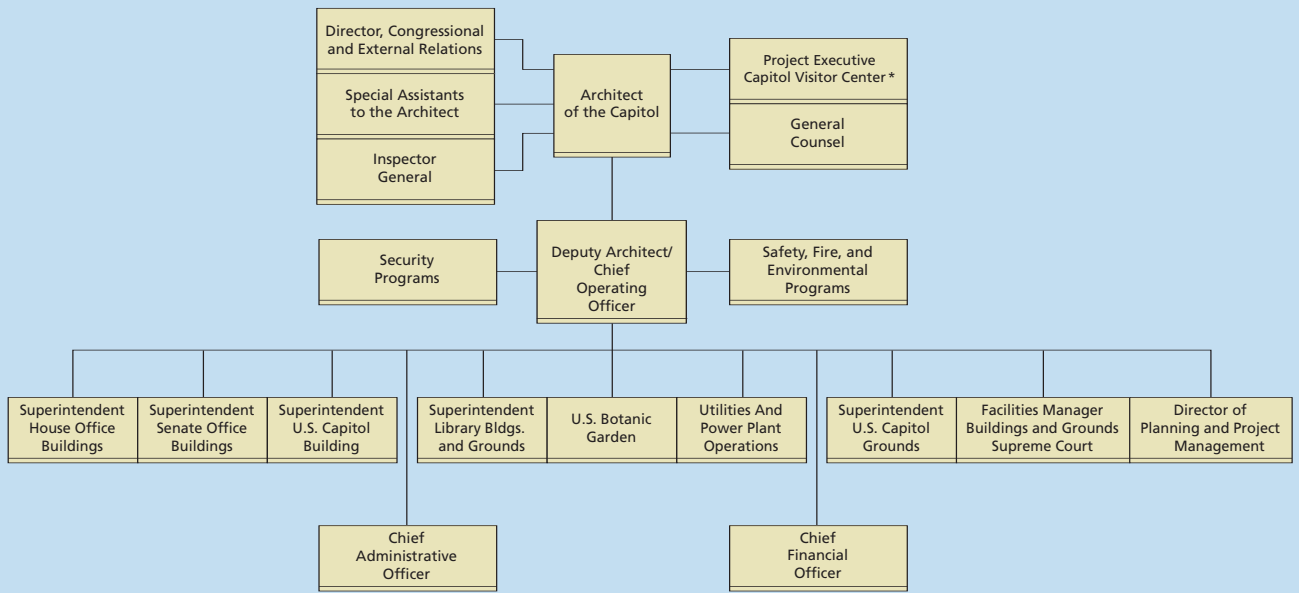 Director, Congressional
and External Relations
Special Assistants
to the Architect
Inspector
General
Architect
of the Capitol
Project Executive
Capitol Visitor Center *
General
Counsel
Security
Programs
Deputy Architect/
Chief
Operating
Officer
Safety, Fire, and
Environmental
Programs
Superintendent
House Office
Buildings
Superintendent
Senate Office
Buildings
Superintendent
U.S. Capitol
Building
Superintendent
Library Bldgs.
and Grounds
U.S. Botanic
Garden
Utilities And
Power Plant
Operations
Superintendent
U.S. Capitol
Grounds
Facilities Manager
Buildings and Grounds
Supreme Court
Director of
Planning and Project
Management
Chief
Administrative
Officer
Chief
Financial
Officer